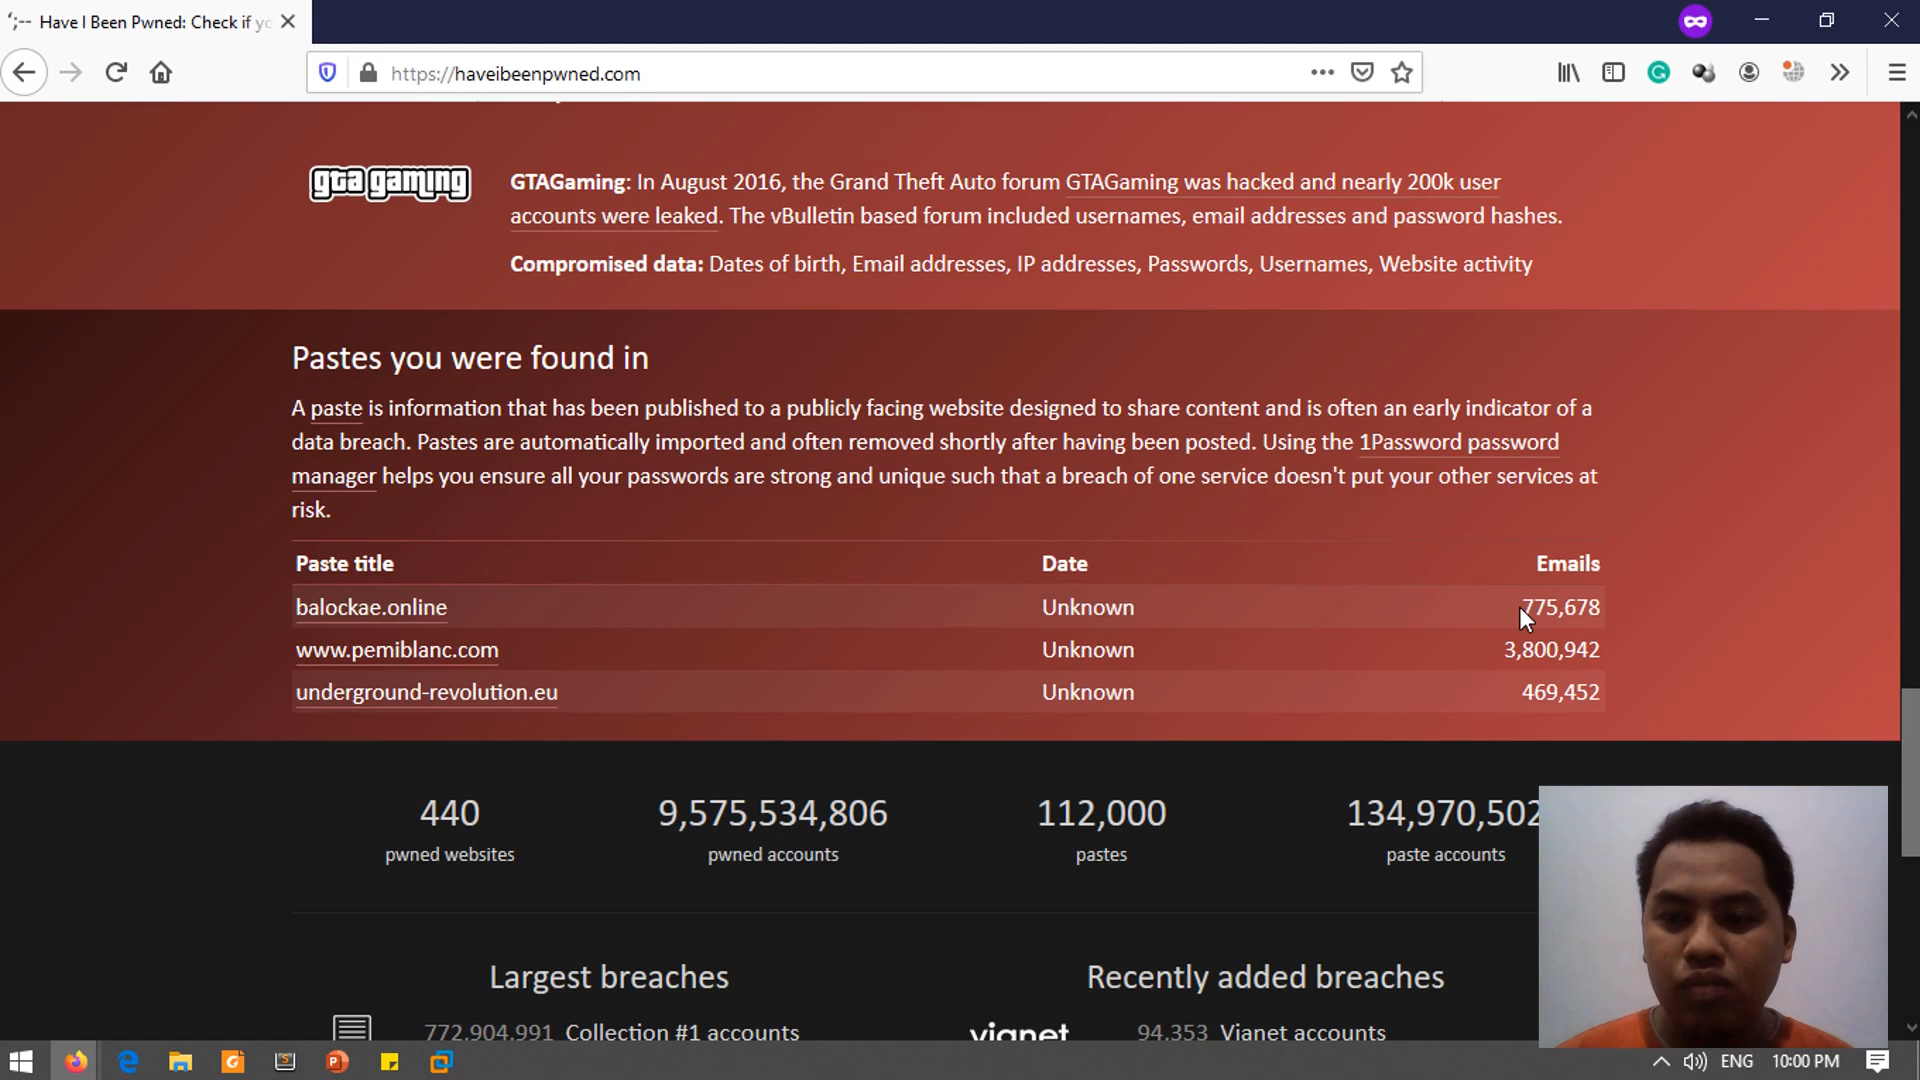 Have I Been Pwned: Check if yo
https://haveibeenpwned.com
gta gaming
GTAGaming: In August 2016, the Grand Theft Auto forum GTAGaming was hacked and nearly 200k user
accounts were leaked. The vBulletin based forum included usernames, email addresses and password hashes.
Compromised data: Dates of birth, Email addresses, IP addresses, Passwords, Usernames, Website activity
Pastes you were found in
A paste is information that has been published to a publicly facing website designed to share content and is often an early indicator of a
data breach. Pastes are automatically imported and often removed shortly after having been posted. Using the 1Password password
manager helps you ensure all your passwords are strong and unique such that a breach of one service doesn't put your other services at
risk.
Paste title Date Emails
balockae.online Unknown 775,678
www.pemiblanc.com Unknown 3,800,942
underground-revolution.eu Unknown 469,452
440 9,575,534,806 112,000 134,970,502
pwned websites pwned accounts pastes paste accounts
Largest breaches Recently added breaches
772,904,991 Collection #1 accounts vianet 94,353 Vianet accounts
ENG 10:00 PM